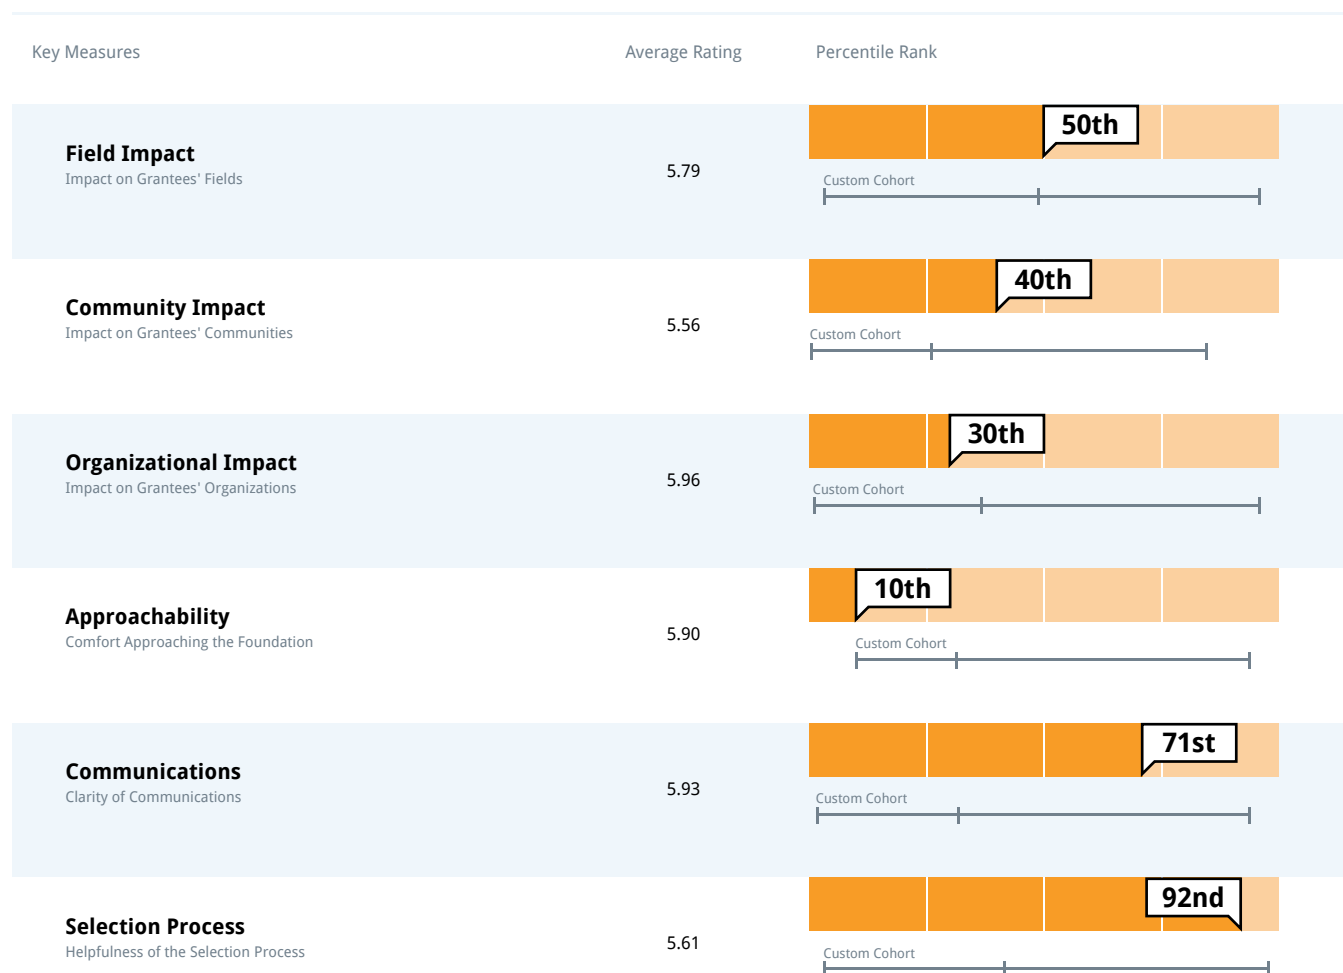 Key Measures Average Rating Percentile Rank
Field Impact
Impact on Grantees' Fields
5.79
50th
Custom Cohort
Community Impact
Impact on Grantees' Communities
5.56
40th
Custom Cohort
Organizational Impact
Impact on Grantees' Organizations
5.96
30th
Custom Cohort
Approachability
Comfort Approaching the Foundation
5.90
10th
Custom Cohort
Communications
Clarity of Communications
5.93
71st
Custom Cohort
Selection Process
Helpfulness of the Selection Process
5.61
92nd
Custom Cohort